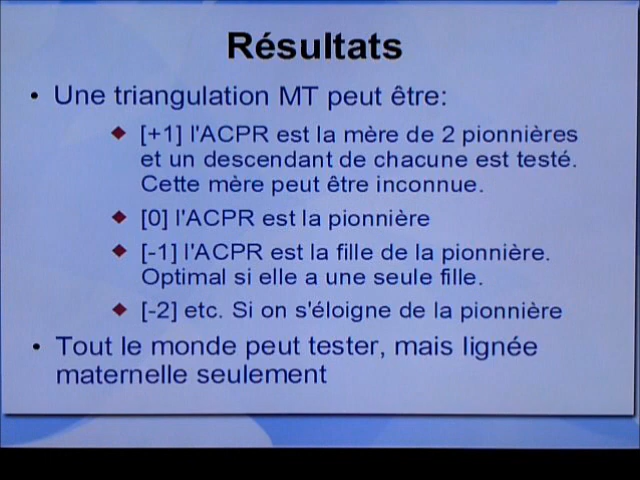 Résultats
• Une triangulation MT peut être:
◆ [+1] l'ACPR est la mère de 2 pionnières
et un descendant de chacune est testé.
Cette mère peut être inconnue.
◆ [0] l'ACPR est la pionnière
◆ [-1] l'ACPR est la fille de la pionnière.
Optimal si elle a une seule fille.
◆ [-2] etc. Si on s'éloigne de la pionnière
• Tout le monde peut tester, mais lignée
maternelle seulement